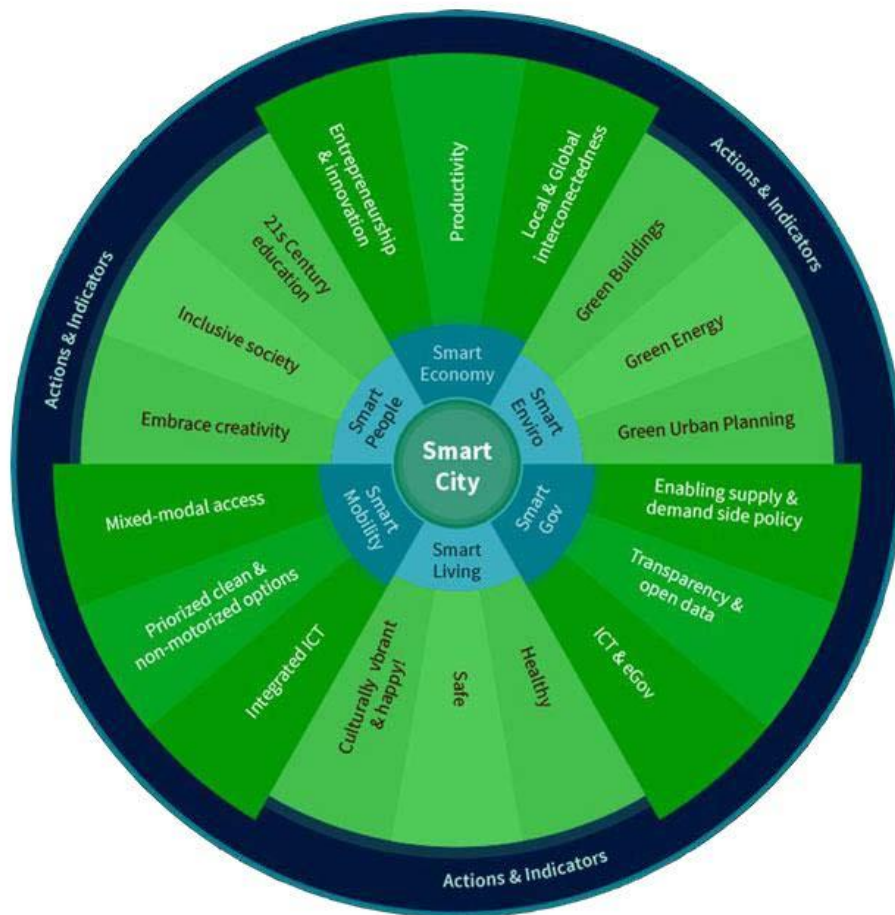 Smart
City
Smart
Economy
Entrepreneurship
& innovation
Productivity
Local & Global
interconectedness
Smart
Enviro
Green Buildings
Green Energy
Green Urban Planning
Smart
Gov
Enabling supply &
demand side policy
Transparency &
open data
ICT & eGov
Smart
Living
Healthy
Safe
Culturally vbrant
& happy!
Smart
Mobility
Integrated ICT
Priorized clean &
non-motorized options
Mixed-modal access
Smart
People
Embrace creativity
Inclusive society
21s Century
education
Actions & Indicators
Actions & Indicators
Actions & Indicators